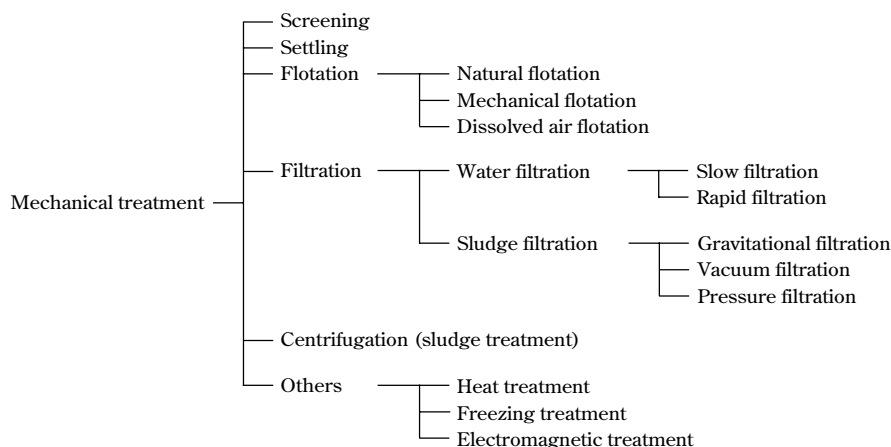 Screening
Settling
Flotation
Natural flotation
Mechanical flotation
Dissolved air flotation
Filtration
Water filtration
Slow filtration
Rapid filtration
Mechanical treatment
Sludge filtration
Gravitational filtration
Vacuum filtration
Pressure filtration
Centrifugation (sludge treatment)
Others
Heat treatment
Freezing treatment
Electromagnetic treatment